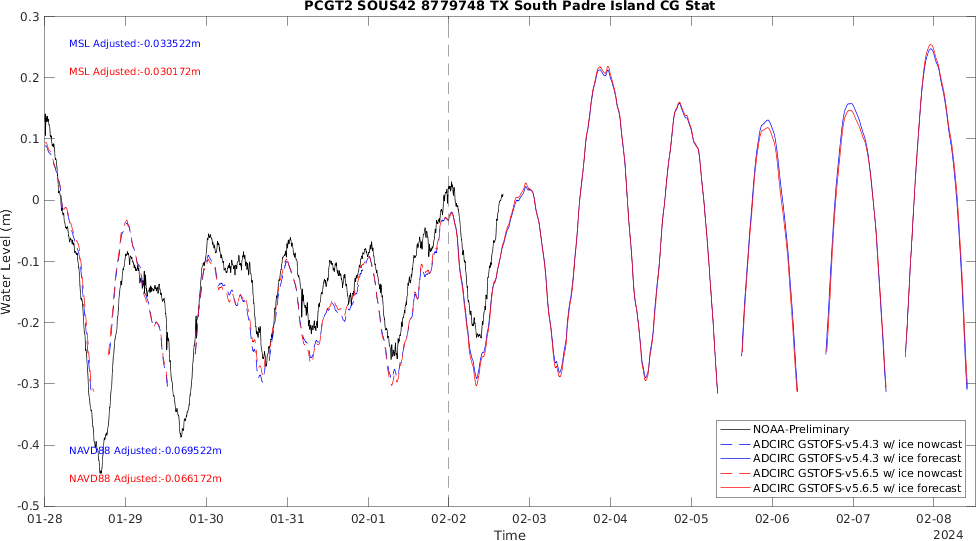 PCGT2 SOUS42 8779748 TX South Padre Island CG Stat
0.3
0.2
0.1
0
-0.1
-0.2
-0.3
-0.4
-0.5
Water Level (m)
MSL Adjusted:-0.033522m
MSL Adjusted:-0.030172m
NAVD88 Adjusted:-0.069522m
NAVD88 Adjusted:-0.066172m
NOAA-Preliminary
ADCIRC GSTOFS-v5.4.3 w/ ice nowcast
ADCIRC GSTOFS-v5.4.3 w/ ice forecast
ADCIRC GSTOFS-v5.6.5 w/ ice nowcast
ADCIRC GSTOFS-v5.6.5 w/ ice forecast
01-28 01-29 01-30 01-31 02-01 02-02 02-03 02-04 02-05 02-06 02-07 02-08
Time
2024